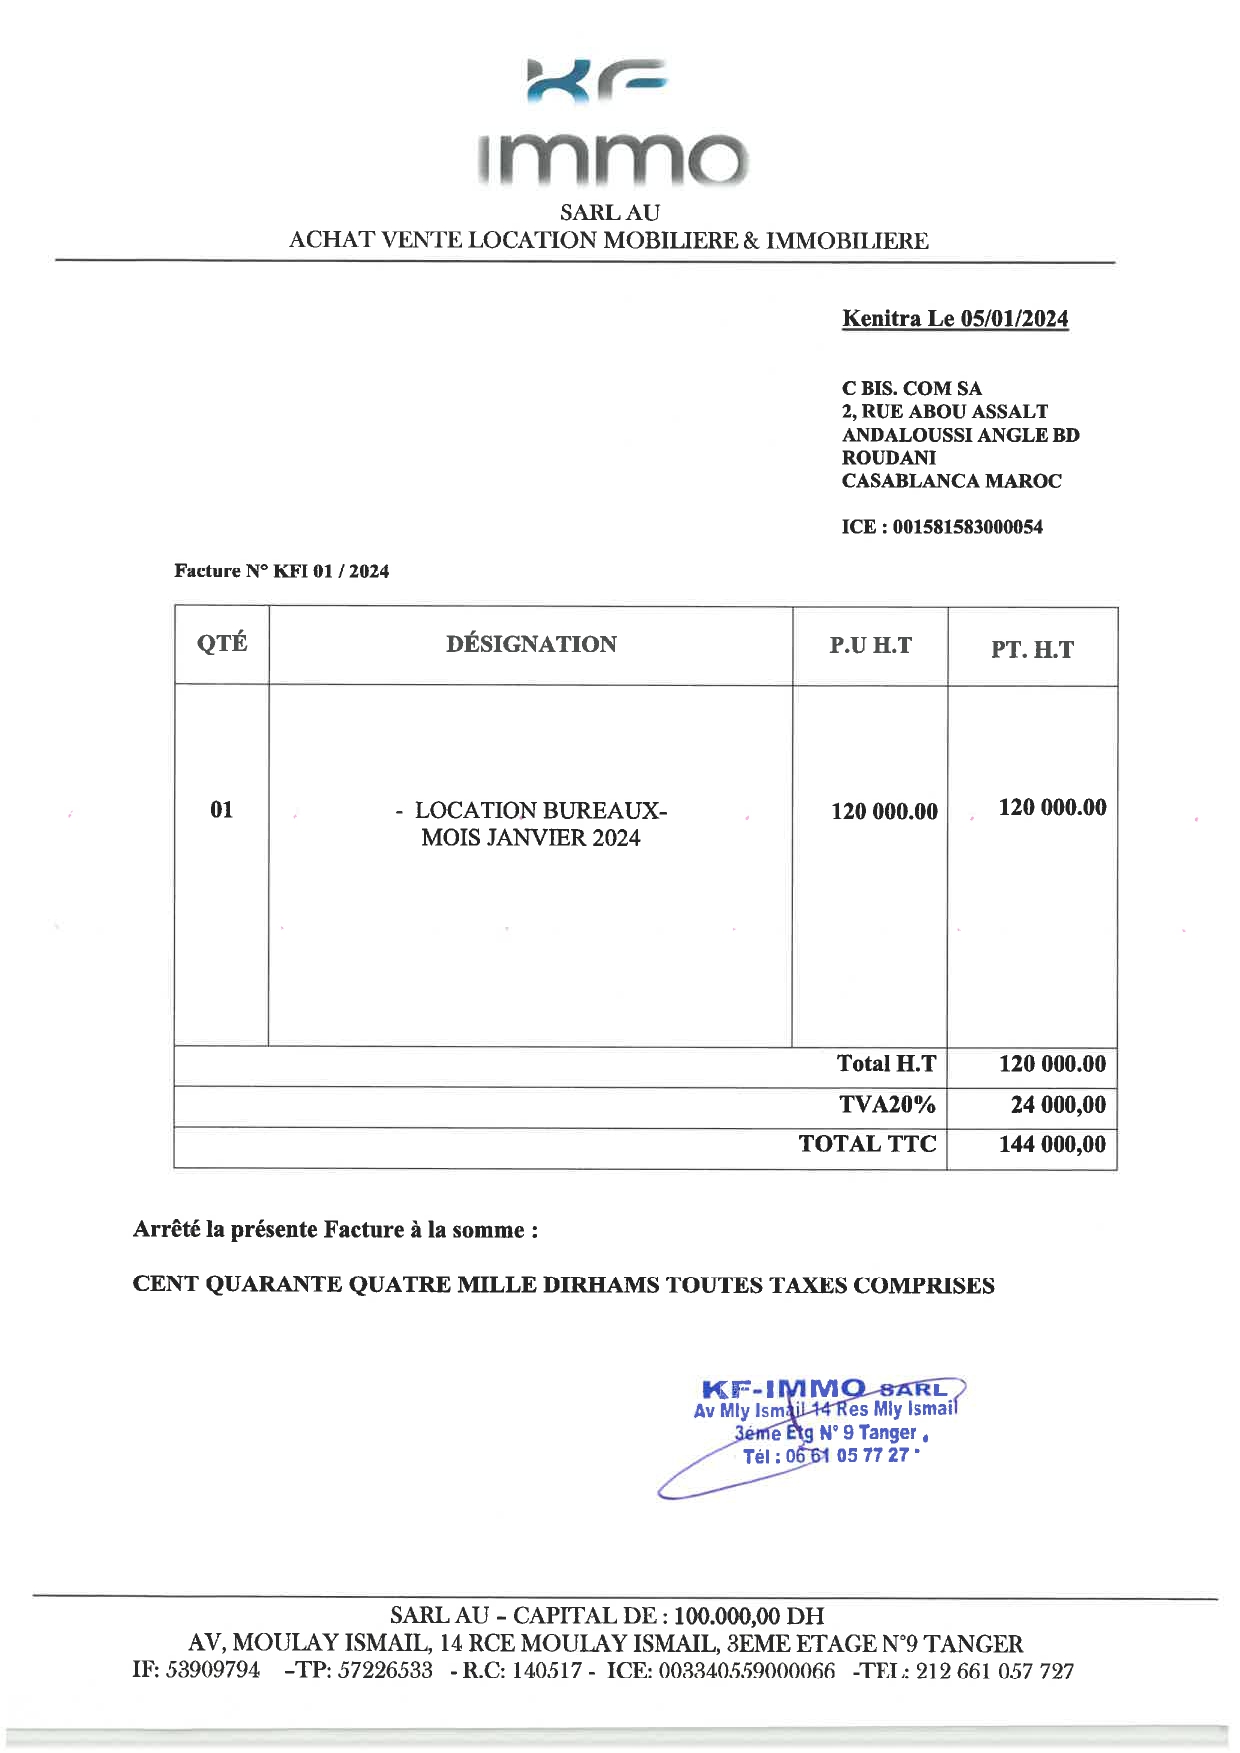 KF
immo
SARL AU
ACHAT VENTE LOCATION MOBILIERE & IMMOBILIERE
Kenitra Le 05/01/2024
C BIS. COM SA
2, RUE ABOU ASSALT
ANDALOUSSI ANGLE BD
ROUDANI
CASABLANCA MAROC
ICE : 001581583000054
Facture N° KFI 01 / 2024
QTÉ DÉSIGNATION P.U H.T PT. H.T
01 - LOCATION BUREAUX- 120 000.00 120 000.00
MOIS JANVIER 2024
Total H.T 120 000.00
TVA20% 24 000,00
TOTAL TTC 144 000,00
Arrêté la présente Facture à la somme :
CENT QUARANTE QUATRE MILLE DIRHAMS TOUTES TAXES COMPRISES
KF-IMMO SARL
Av Mly Ismail 14 Res Mly Ismail
3éme Etg N° 9 Tanger
Tél : 06 61 05 77 27
SARL AU – CAPITAL DE : 100.000,00 DH
AV, MOULAY ISMAIL, 14 RCE MOULAY ISMAIL, 3EME ETAGE N°9 TANGER
IF: 53909794 –TP: 57226533 - R.C: 140517 - ICE: 003340559000066 -TEL: 212 661 057 727